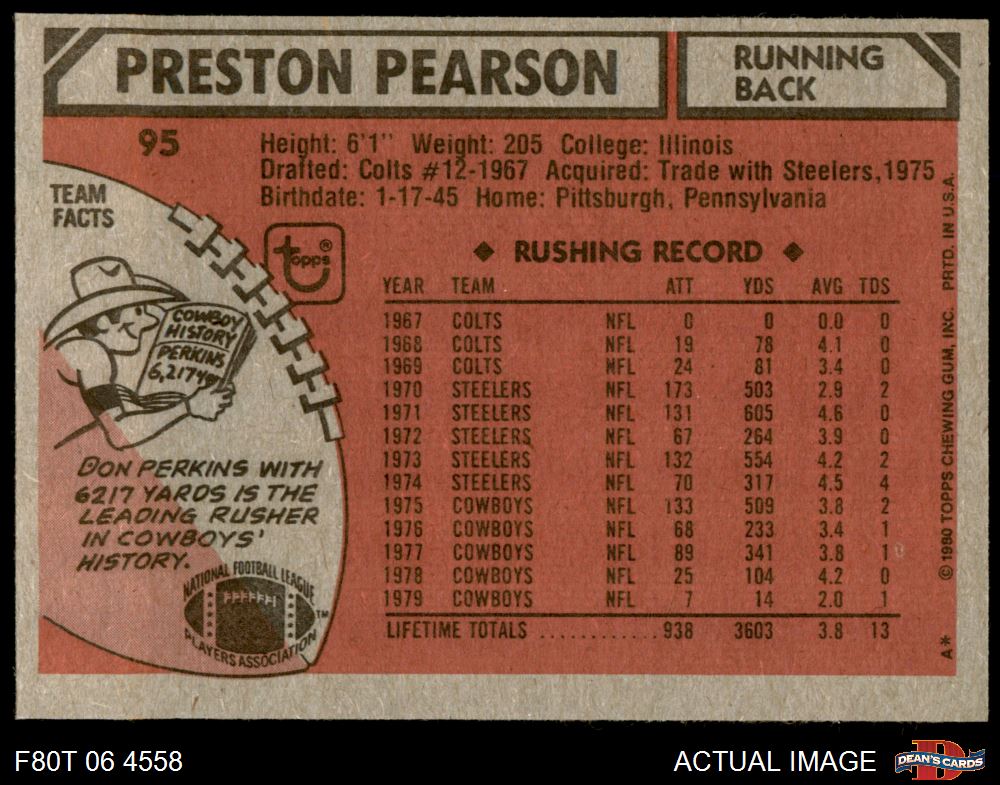 PRESTON PEARSON
RUNNING
BACK
95
Height: 6'1" Weight: 205 College: Illinois
Drafted: Colts #12-1967 Acquired: Trade with Steelers, 1975
Birthdate: 1-17-45 Home: Pittsburgh, Pennsylvania
TEAM
FACTS
topps®
COWBOY
HISTORY
PERKINS
6,217 YDS
DON PERKINS WITH
6217 YARDS IS THE
LEADING RUSHER
IN COWBOYS'
HISTORY.
NATIONAL FOOTBALL LEAGUE
PLAYERS ASSOCIATION
TM
◆ RUSHING RECORD ◆
YEAR TEAM ATT YDS AVG TDS
1967 COLTS NFL 0 0 0.0 0
1968 COLTS NFL 19 78 4.1 0
1969 COLTS NFL 24 81 3.4 0
1970 STEELERS NFL 173 503 2.9 2
1971 STEELERS NFL 131 605 4.6 0
1972 STEELERS NFL 67 264 3.9 0
1973 STEELERS NFL 132 554 4.2 2
1974 STEELERS NFL 70 317 4.5 4
1975 COWBOYS NFL 133 509 3.8 2
1976 COWBOYS NFL 68 233 3.4 1
1977 COWBOYS NFL 89 341 3.8 1
1978 COWBOYS NFL 25 104 4.2 0
1979 COWBOYS NFL 7 14 2.0 1
LIFETIME TOTALS ............ 938 3603 3.8 13
A* © 1980 TOPPS CHEWING GUM, INC. PRTD. IN U.S.A.
F80T 06 4558
ACTUAL IMAGE
D
DEAN'S CARDS